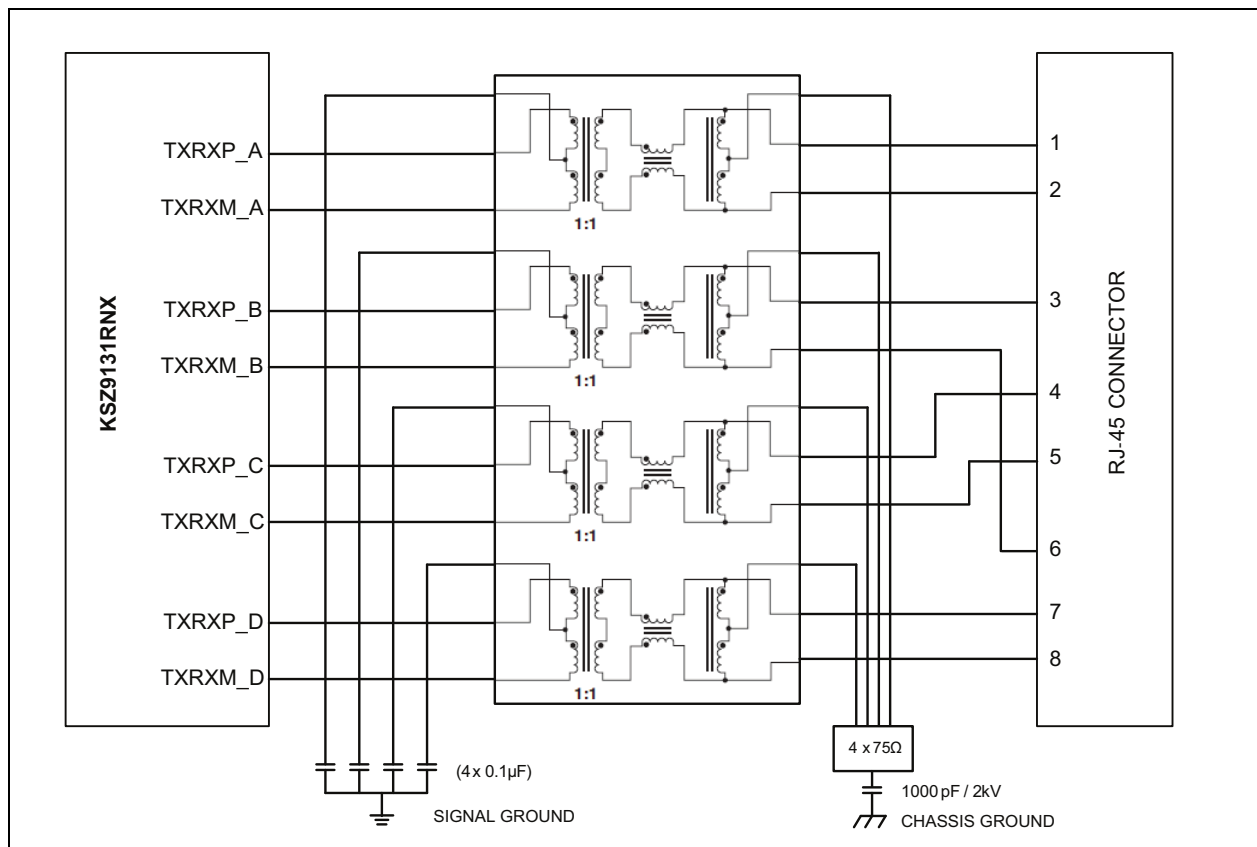 KSZ9131RNX
TXRXP_A
TXRXM_A
TXRXP_B
TXRXM_B
TXRXP_C
TXRXM_C
TXRXP_D
TXRXM_D
1:1
1:1
1:1
1:1
1
2
3
4
5
6
7
8
RJ-45 CONNECTOR
(4x 0.1µF)
SIGNAL GROUND
4 x 75Ω
1000 pF / 2kV
CHASSIS GROUND